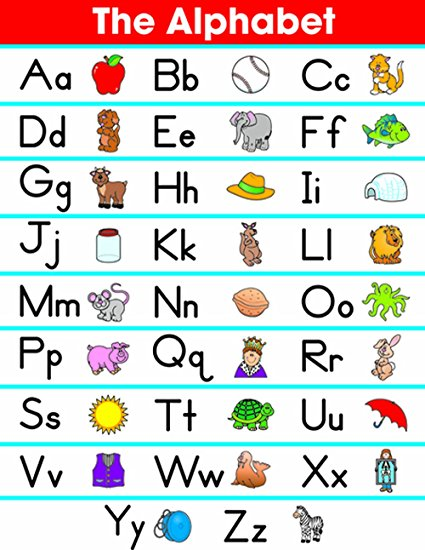 The Alphabet
Aa Bb Cc
Dd Ee Ff
Gg Hh Ii
Jj Kk Ll
Mm Nn Oo
Pp Qq Rr
Ss Tt Uu
Vv Ww Xx
Yy Zz